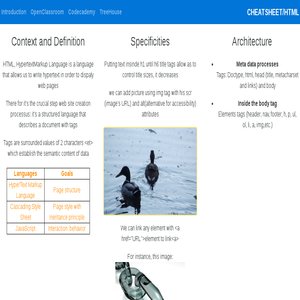 Introduction OpenClassroom Codecademy TreeHouse
CHEATSHEET/HTML
Context and Definition
HTML, HypertextMarkup Language, is a language
that allows us to write hypertext in order to dispaly
web pages
There for it's the crucial step web site creation
processus: it's a structured language that
describes a document with tags
Tags are surrounded values of 2 characters <et>
which establish the semantic content of data
Languages Goals
HyperText Markup
Language
Page structure
Cascading Style
Sheet
Page style with
Heritance principle
JavaScript Interaction, behavior
Specificities
Putting text inside h1, until h6 title tags allow as to
control title sizes, it decreases
we can add picture using img tag with his scr
(image's URL) and alt(alternative for accessibility)
attributes
We can link any element with <a
href="URL">element to link<a>
For instance, this image:
Architecture
Meta data processes
Tags: Doctype, html, head (title, metacharset
and links) and body
Inside the body tag
Elements tags (header, nav, footer, h, p, ul,
ol, li, a, img,etc.)